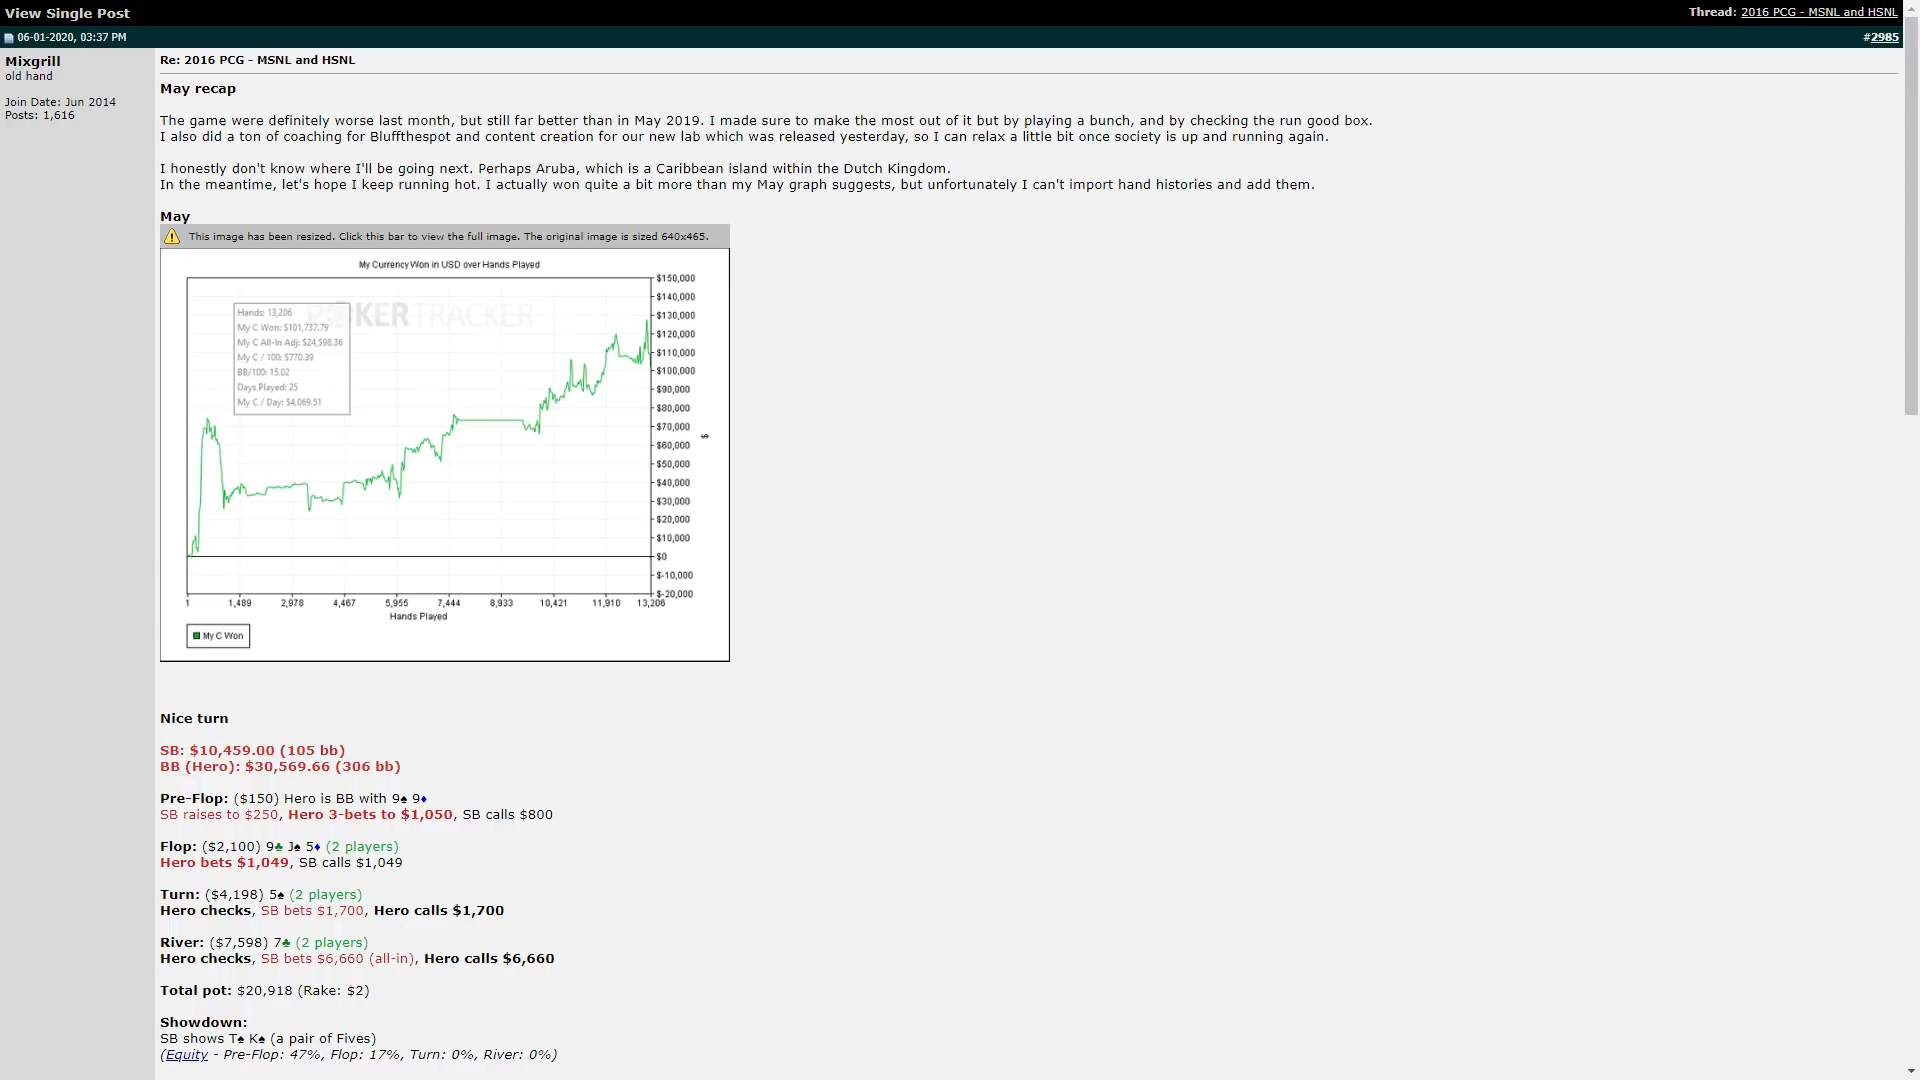 View Single Post
Thread: 2016 PCG - MSNL and HSNL
06-01-2020, 03:37 PM
#2985
Mixgrill
old hand
Join Date: Jun 2014
Posts: 1,616
Re: 2016 PCG - MSNL and HSNL
May recap
The game were definitely worse last month, but still far better than in May 2019. I made sure to make the most out of it but by playing a bunch, and by checking the run good box.
I also did a ton of coaching for Bluffthespot and content creation for our new lab which was released yesterday, so I can relax a little bit once society is up and running again.
I honestly don't know where I'll be going next. Perhaps Aruba, which is a Caribbean island within the Dutch Kingdom.
In the meantime, let's hope I keep running hot. I actually won quite a bit more than my May graph suggests, but unfortunately I can't import hand histories and add them.
May
This image has been resized. Click this bar to view the full image. The original image is sized 640x465.
My Currency Won in USD over Hands Played
POKERTRACKER
Hands: 13,206
My C Won: $101,737.79
My C All-In Adj: $24,598.36
My C / 100: $770.39
BB/100: 15.02
Days Played: 25
My C / Day: $4,069.51
$150,000
$140,000
$130,000
$120,000
$110,000
$100,000
$90,000
$80,000
$70,000
$60,000
$50,000
$40,000
$30,000
$20,000
$10,000
$0
$-10,000
$-20,000
$
1 1,489 2,978 4,467 5,955 7,444 8,933 10,421 11,910 13,206
Hands Played
My C Won
Nice turn
SB: $10,459.00 (105 bb)
BB (Hero): $30,569.66 (306 bb)
Pre-Flop: ($150) Hero is BB with 9♠ 9♦
SB raises to $250, Hero 3-bets to $1,050, SB calls $800
Flop: ($2,100) 9♣ J♠ 5♦ (2 players)
Hero bets $1,049, SB calls $1,049
Turn: ($4,198) 5♠ (2 players)
Hero checks, SB bets $1,700, Hero calls $1,700
River: ($7,598) 7♣ (2 players)
Hero checks, SB bets $6,660 (all-in), Hero calls $6,660
Total pot: $20,918 (Rake: $2)
Showdown:
SB shows T♠ K♠ (a pair of Fives)
(Equity - Pre-Flop: 47%, Flop: 17%, Turn: 0%, River: 0%)